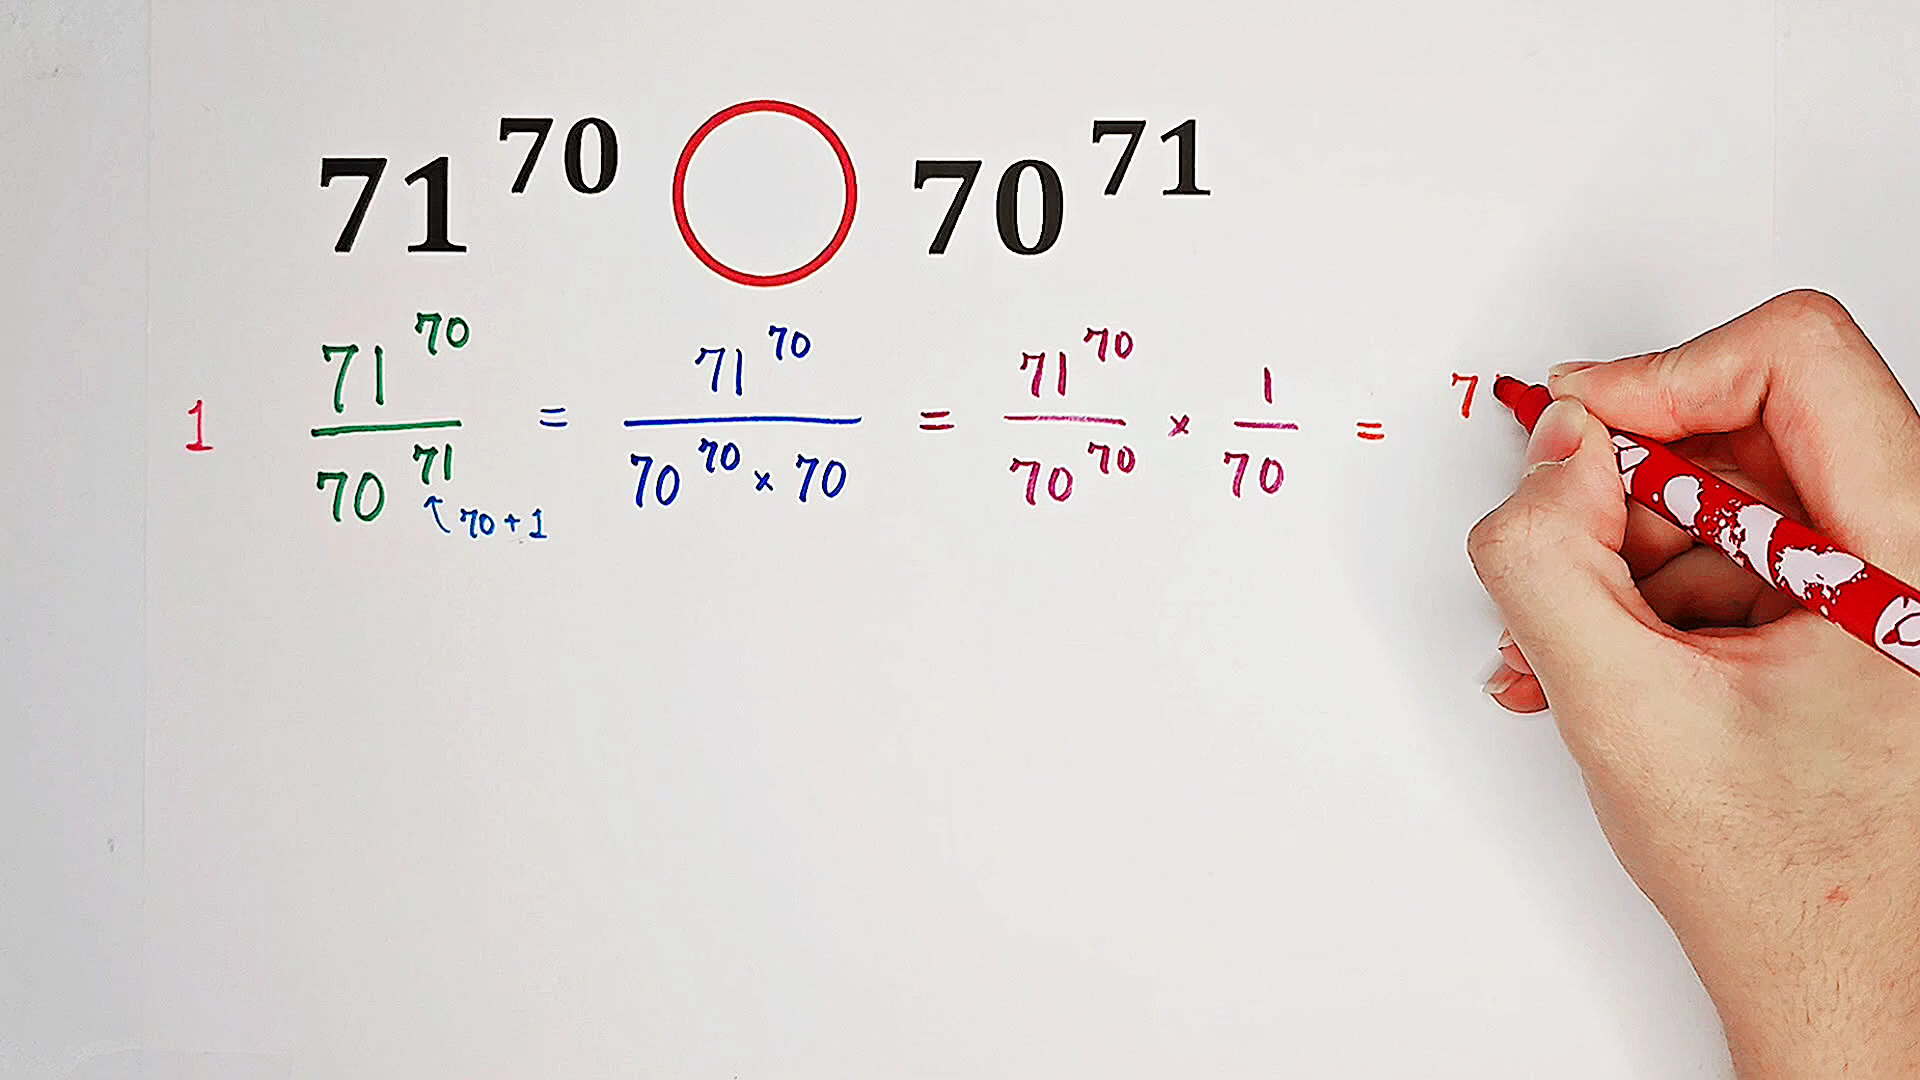 71^70 ◯ 70^71
1 71^70/70^71 = 71^70/(70^70 × 70) = 71^70/70^70 × 1/70 = 7
70 + 1